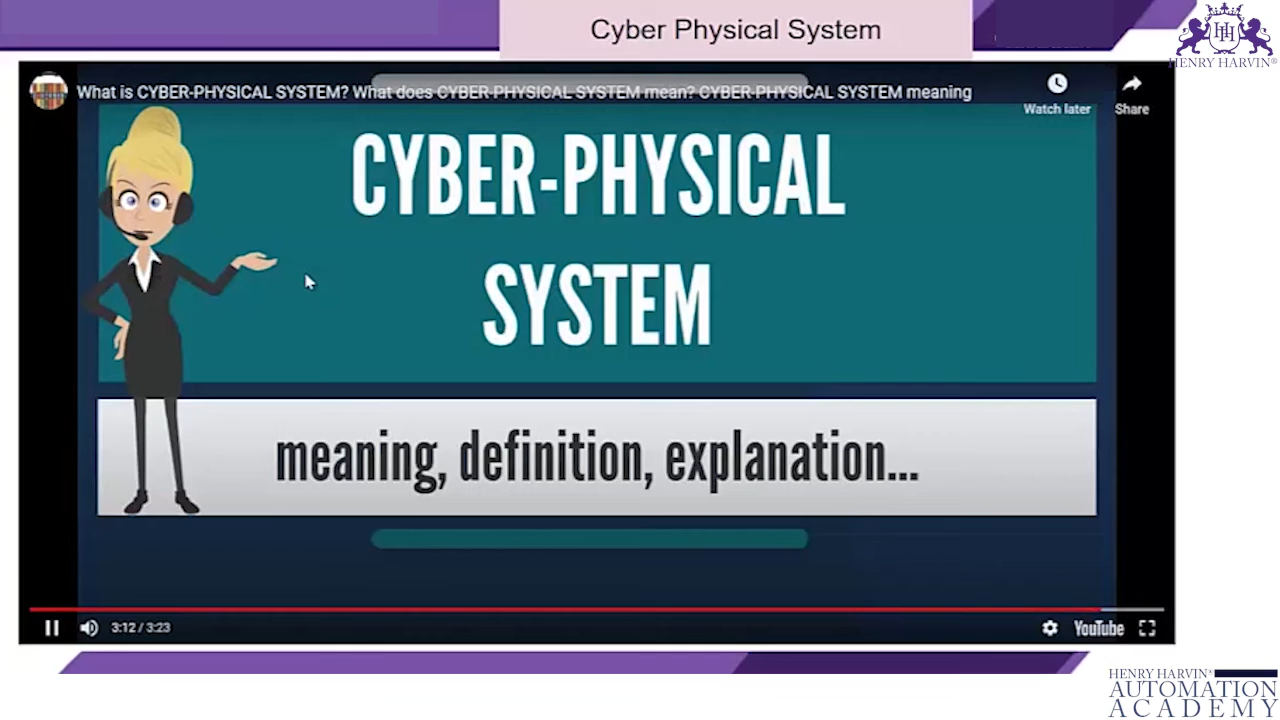 Cyber Physical System
HENRY HARVIN®
What is CYBER-PHYSICAL SYSTEM? What does CYBER-PHYSICAL SYSTEM mean? CYBER-PHYSICAL SYSTEM meaning
Watch later
Share
CYBER-PHYSICAL
SYSTEM
meaning, definition, explanation...
3:12 / 3:23
YouTube
HENRY HARVIN®
AUTOMATION
ACADEMY